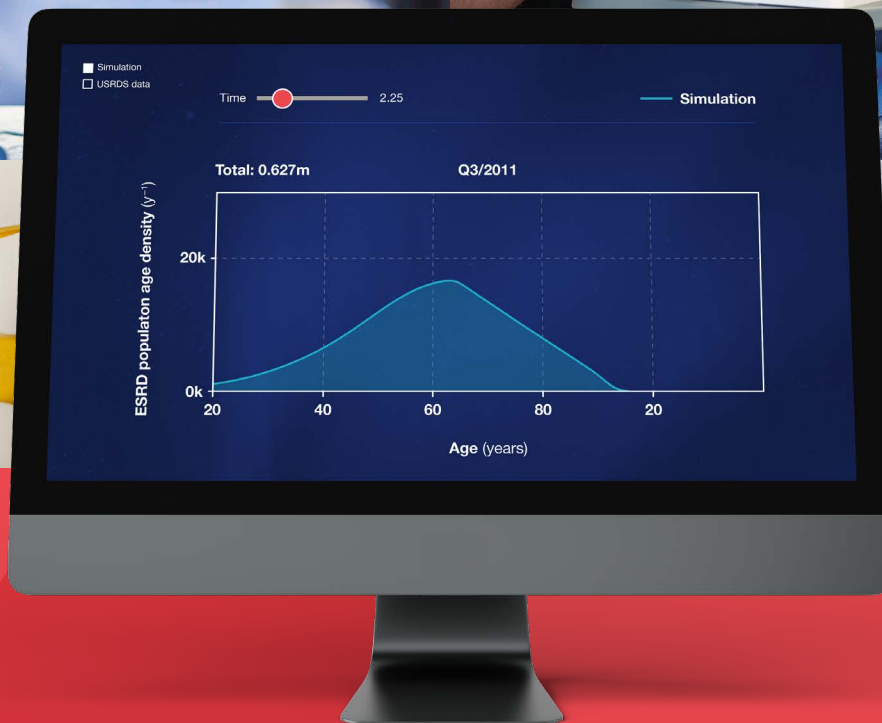 Simulation
USRDS data
Time 2.25
Simulation
Total: 0.627m Q3/2011
ESRD populaton age density (y⁻¹)
20k
0k
20 40 60 80 20
Age (years)